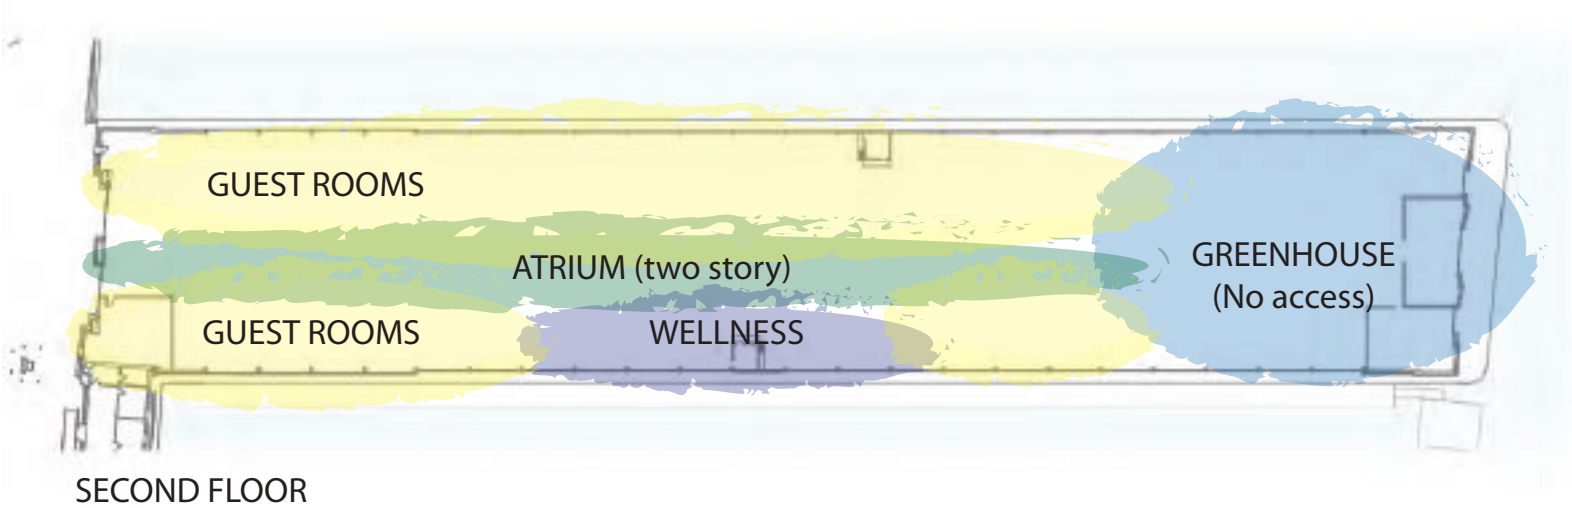 GUEST ROOMS
ATRIUM (two story)
GREENHOUSE
(No access)
GUEST ROOMS
WELLNESS
SECOND FLOOR